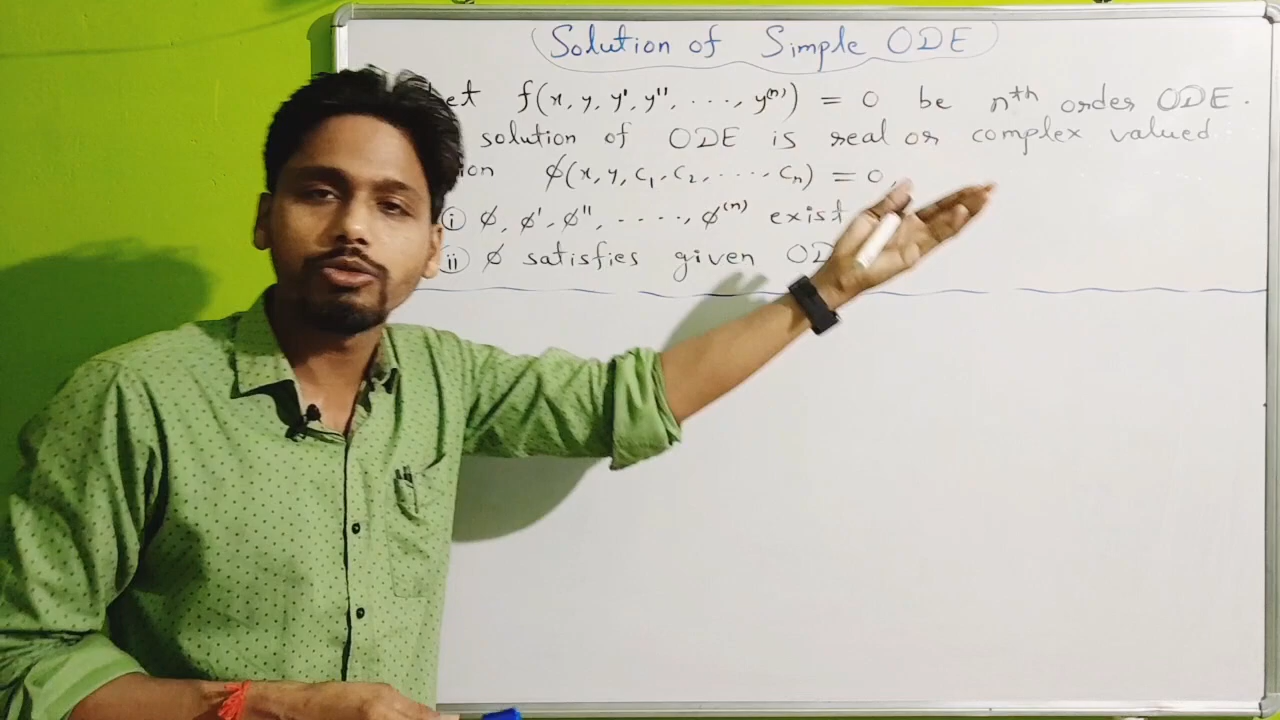 Solution of Simple ODE
f(x, y, y', y'', ..., y⁽ⁿ⁾) = 0 be nᵗʰ order ODE.
solution of ODE is real or complex valued
ϕ(x, y, c₁, c₂, ...., cₙ) = 0,
(i) ϕ, ϕ', ϕ'', ....., ϕ⁽ⁿ⁾ exist
(ii) ϕ satisfies given OD